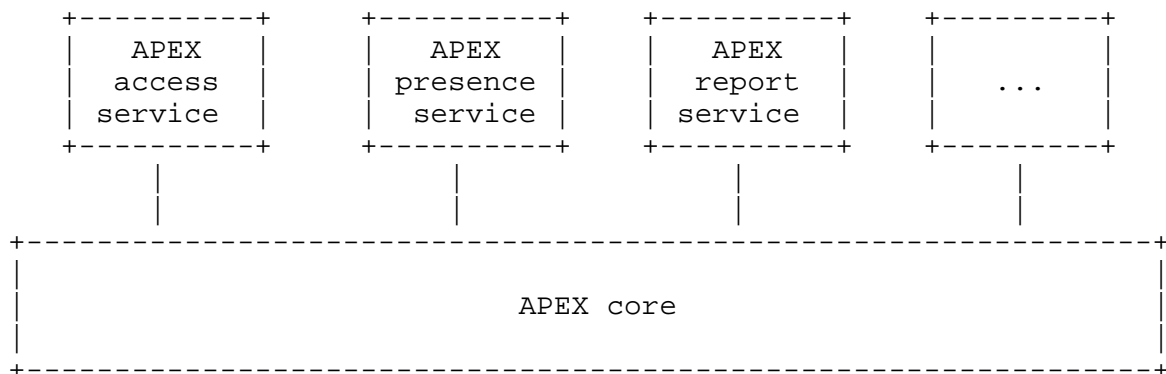 APEX APEX APEX
access presence report ...
service service service
APEX core